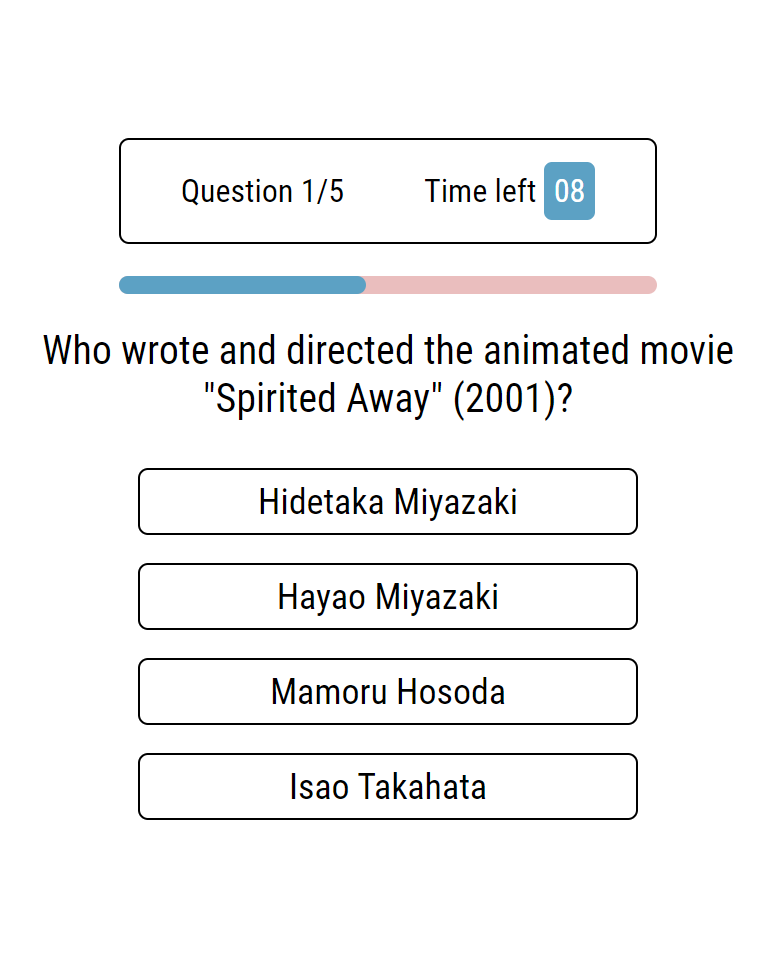 Question 1/5 Time left 08
Who wrote and directed the animated movie
"Spirited Away" (2001)?
Hidetaka Miyazaki
Hayao Miyazaki
Mamoru Hosoda
Isao Takahata